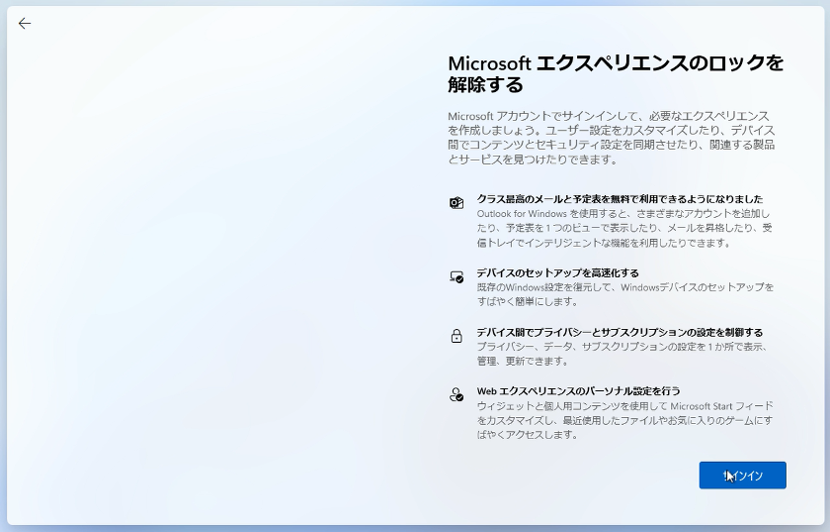 Microsoft エクスペリエンスのロックを
解除する
Microsoft アカウントでサインインして、必要なエクスペリエンス
を作成しましょう。ユーザー設定をカスタマイズしたり、デバイス
間でコンテンツとセキュリティ設定を同期させたり、関連する製品
とサービスを見つけたりできます。
クラス最高のメールと予定表を無料で利用できるようになりました
Outlook for Windows を使用すると、さまざまなアカウントを追加し
たり、予定表を 1 つのビューで表示したり、メールを昇格したり、受
信トレイでインテリジェントな機能を利用したりできます。
デバイスのセットアップを高速化する
既存のWindows設定を復元して、Windowsデバイスのセットアップを
すばやく簡単にします。
デバイス間でプライバシーとサブスクリプションの設定を制御する
プライバシー、データ、サブスクリプションの設定を 1 か所で表示、
管理、更新できます。
Web エクスペリエンスのパーソナル設定を行う
ウィジェットと個人用コンテンツを使用して Microsoft Start フィード
をカスタマイズし、最近使用したファイルやお気に入りのゲームにす
ばやくアクセスします。
サインイン